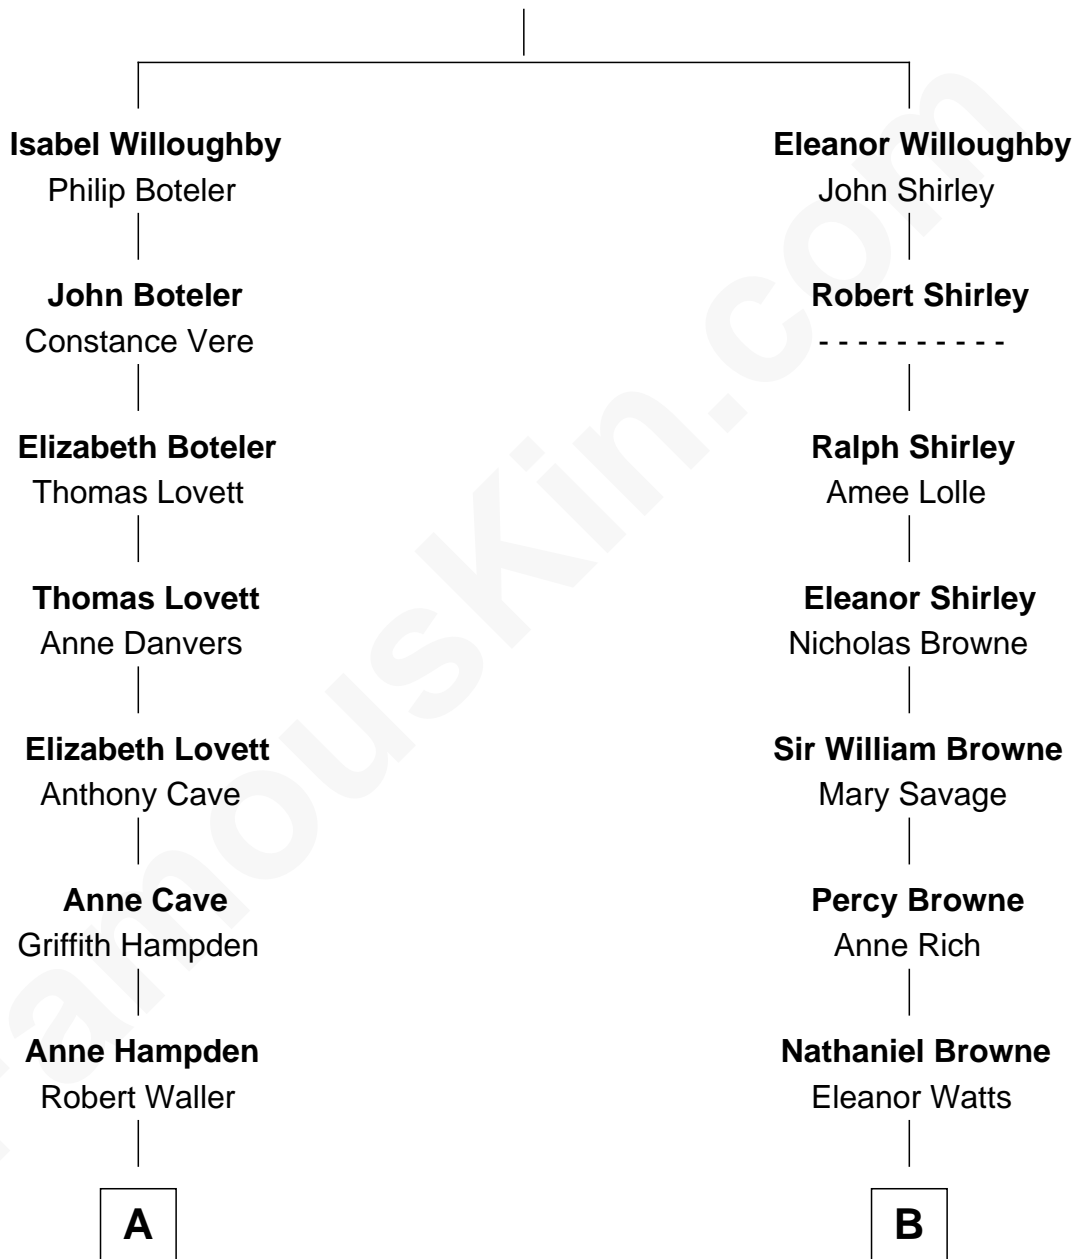 Isabel Willoughby
Philip Boteler
John Boteler
Constance Vere
Elizabeth Boteler
Thomas Lovett
Thomas Lovett
Anne Danvers
Elizabeth Lovett
Anthony Cave
Anne Cave
Griffith Hampden
Anne Hampden
Robert Waller
A
Eleanor Willoughby
John Shirley
Robert Shirley
- - - - - - - - - -
Ralph Shirley
Amee Lolle
Eleanor Shirley
Nicholas Browne
Sir William Browne
Mary Savage
Percy Browne
Anne Rich
Nathaniel Browne
Eleanor Watts
B
FamousKin.com